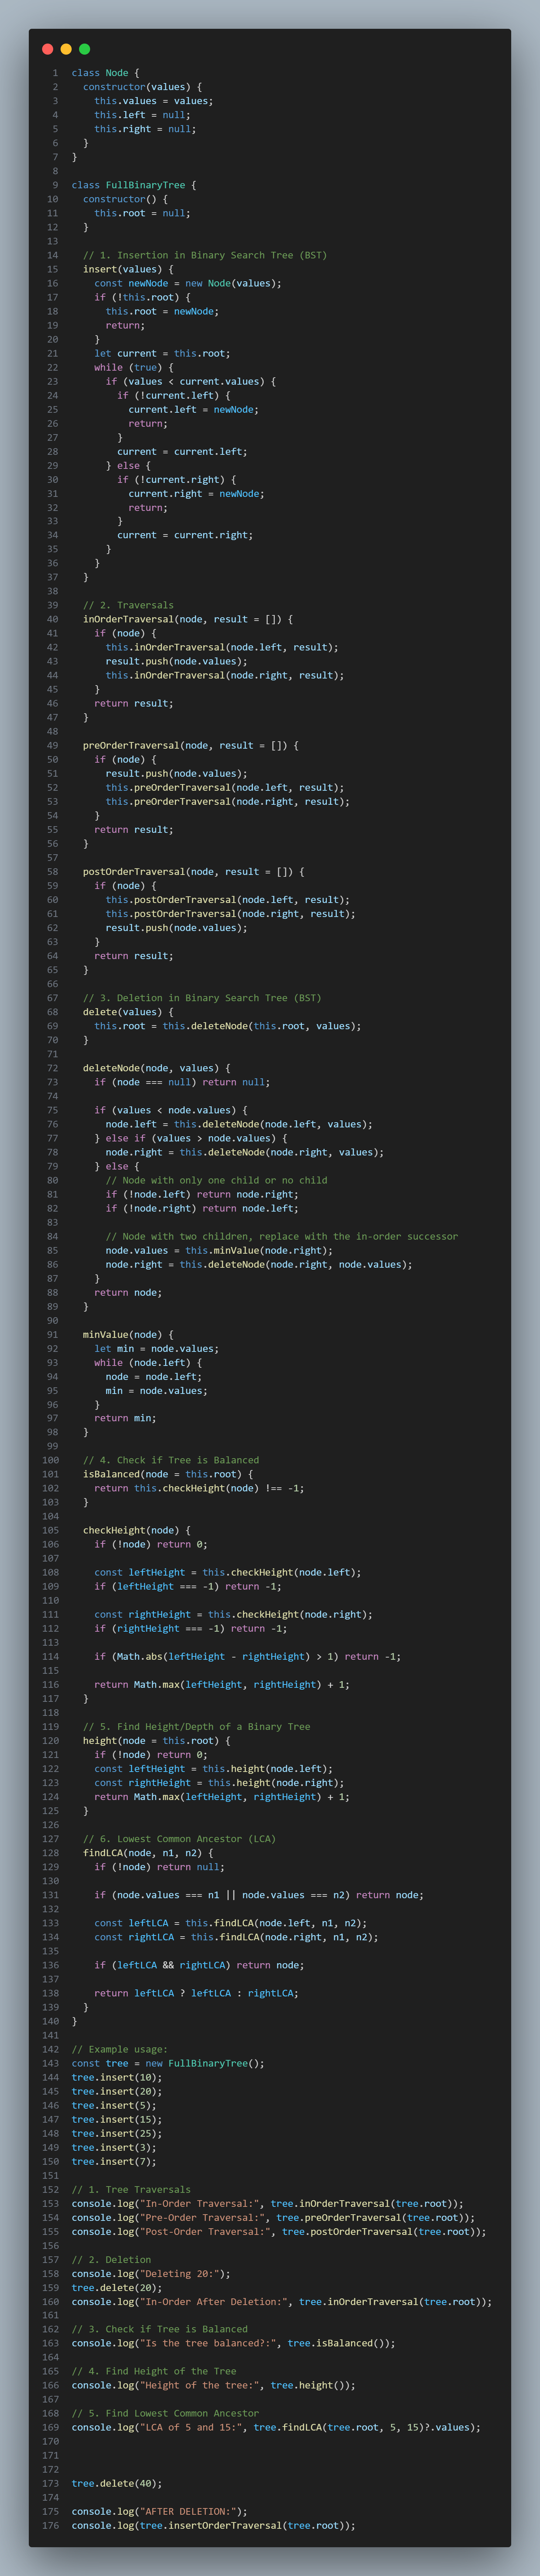 1 class Node {
2 constructor(values) {
3 this.values = values;
4 this.left = null;
5 this.right = null;
6 }
7 }
8
9 class FullBinaryTree {
10 constructor() {
11 this.root = null;
12 }
13
14 // 1. Insertion in Binary Search Tree (BST)
15 insert(values) {
16 const newNode = new Node(values);
17 if (!this.root) {
18 this.root = newNode;
19 return;
20 }
21 let current = this.root;
22 while (true) {
23 if (values < current.values) {
24 if (!current.left) {
25 current.left = newNode;
26 return;
27 }
28 current = current.left;
29 } else {
30 if (!current.right) {
31 current.right = newNode;
32 return;
33 }
34 current = current.right;
35 }
36 }
37 }
38
39 // 2. Traversals
40 inOrderTraversal(node, result = []) {
41 if (node) {
42 this.inOrderTraversal(node.left, result);
43 result.push(node.values);
44 this.inOrderTraversal(node.right, result);
45 }
46 return result;
47 }
48
49 preOrderTraversal(node, result = []) {
50 if (node) {
51 result.push(node.values);
52 this.preOrderTraversal(node.left, result);
53 this.preOrderTraversal(node.right, result);
54 }
55 return result;
56 }
57
58 postOrderTraversal(node, result = []) {
59 if (node) {
60 this.postOrderTraversal(node.left, result);
61 this.postOrderTraversal(node.right, result);
62 result.push(node.values);
63 }
64 return result;
65 }
66
67 // 3. Deletion in Binary Search Tree (BST)
68 delete(values) {
69 this.root = this.deleteNode(this.root, values);
70 }
71
72 deleteNode(node, values) {
73 if (node === null) return null;
74
75 if (values < node.values) {
76 node.left = this.deleteNode(node.left, values);
77 } else if (values > node.values) {
78 node.right = this.deleteNode(node.right, values);
79 } else {
80 // Node with only one child or no child
81 if (!node.left) return node.right;
82 if (!node.right) return node.left;
83
84 // Node with two children, replace with the in-order successor
85 node.values = this.minValue(node.right);
86 node.right = this.deleteNode(node.right, node.values);
87 }
88 return node;
89 }
90
91 minValue(node) {
92 let min = node.values;
93 while (node.left) {
94 node = node.left;
95 min = node.values;
96 }
97 return min;
98 }
99
100 // 4. Check if Tree is Balanced
101 isBalanced(node = this.root) {
102 return this.checkHeight(node) !== -1;
103 }
104
105 checkHeight(node) {
106 if (!node) return 0;
107
108 const leftHeight = this.checkHeight(node.left);
109 if (leftHeight === -1) return -1;
110
111 const rightHeight = this.checkHeight(node.right);
112 if (rightHeight === -1) return -1;
113
114 if (Math.abs(leftHeight - rightHeight) > 1) return -1;
115
116 return Math.max(leftHeight, rightHeight) + 1;
117 }
118
119 // 5. Find Height/Depth of a Binary Tree
120 height(node = this.root) {
121 if (!node) return 0;
122 const leftHeight = this.height(node.left);
123 const rightHeight = this.height(node.right);
124 return Math.max(leftHeight, rightHeight) + 1;
125 }
126
127 // 6. Lowest Common Ancestor (LCA)
128 findLCA(node, n1, n2) {
129 if (!node) return null;
130
131 if (node.values === n1 || node.values === n2) return node;
132
133 const leftLCA = this.findLCA(node.left, n1, n2);
134 const rightLCA = this.findLCA(node.right, n1, n2);
135
136 if (leftLCA && rightLCA) return node;
137
138 return leftLCA ? leftLCA : rightLCA;
139 }
140 }
141
142 // Example usage:
143 const tree = new FullBinaryTree();
144 tree.insert(10);
145 tree.insert(20);
146 tree.insert(5);
147 tree.insert(15);
148 tree.insert(25);
149 tree.insert(3);
150 tree.insert(7);
151
152 // 1. Tree Traversals
153 console.log("In-Order Traversal:", tree.inOrderTraversal(tree.root));
154 console.log("Pre-Order Traversal:", tree.preOrderTraversal(tree.root));
155 console.log("Post-Order Traversal:", tree.postOrderTraversal(tree.root));
156
157 // 2. Deletion
158 console.log("Deleting 20:");
159 tree.delete(20);
160 console.log("In-Order After Deletion:", tree.inOrderTraversal(tree.root));
161
162 // 3. Check if Tree is Balanced
163 console.log("Is the tree balanced?:", tree.isBalanced());
164
165 // 4. Find Height of the Tree
166 console.log("Height of the tree:", tree.height());
167
168 // 5. Find Lowest Common Ancestor
169 console.log("LCA of 5 and 15:", tree.findLCA(tree.root, 5, 15)?.values);
170
171
172
173 tree.delete(40);
174
175 console.log("AFTER DELETION:");
176 console.log(tree.insertOrderTraversal(tree.root));